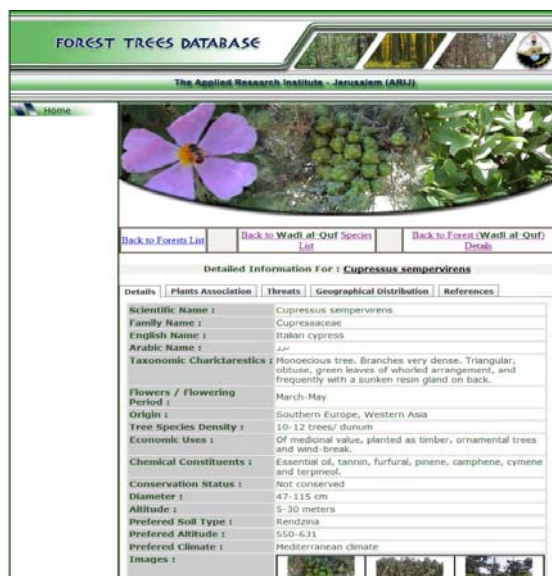 FOREST TREES DATABASE
The Applied Research Institute - Jerusalem (ARIJ)
Home
Back to Forests List
Back to Wadi al-Quf Species
List
Back to Forest (Wadi al-Quf)
Details
Detailed Information For : Cupressus sempervirens
Details Plants Association Threats Geographical Distribution References
Scientific Name : Cupressus sempervirens
Family Name : Cupressaceae
English Name : Italian cypress
Arabic Name :
Taxonomic Charictarestics : Monoecious tree. Branches very dense. Triangular,
obtuse, green leaves of whorled arrangement, and
frequently with a sunken resin gland on back.
Flowers / Flowering
Period : March-May
Origin : Southern Europe, Western Asia
Tree Species Density : 10-12 trees/ dunum
Economic Uses : Of medicinal value, planted as timber, ornamental trees
and wind-break.
Chemical Constituents : Essential oil, tannin, furfural, pinene, camphene, cymene
and terpineol.
Conservation Status : Not conserved
Diameter : 47-115 cm
Altitude : 5-30 meters
Prefered Soil Type : Rendzina
Prefered Altitude : 550-631
Prefered Climate : Mediterranean climate
Images :